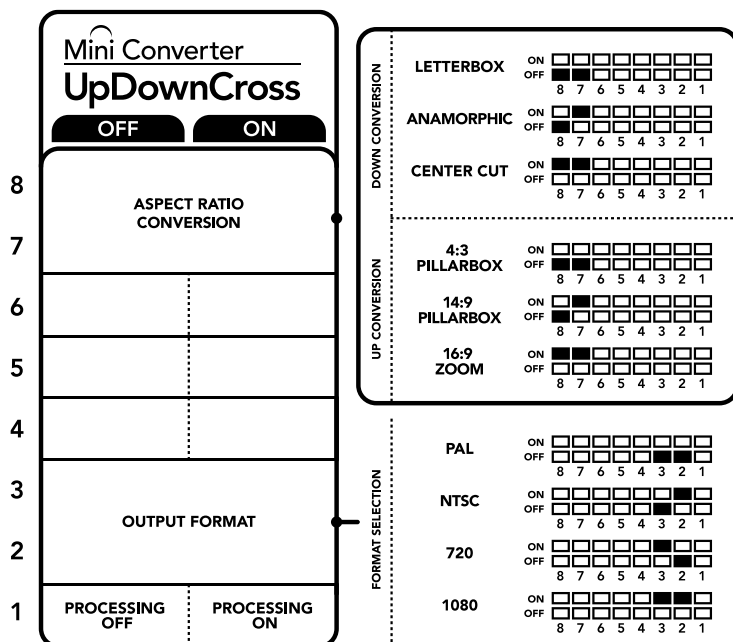 Mini Converter
UpDownCross
OFF ON
8
ASPECT RATIO
CONVERSION
7
6
5
4
3
OUTPUT FORMAT
2
1
PROCESSING
OFF
PROCESSING
ON
DOWN CONVERSION
LETTERBOX
ON
OFF
8 7 6 5 4 3 2 1
ANAMORPHIC
ON
OFF
8 7 6 5 4 3 2 1
CENTER CUT
ON
OFF
8 7 6 5 4 3 2 1
UP CONVERSION
4:3
PILLARBOX
ON
OFF
8 7 6 5 4 3 2 1
14:9
PILLARBOX
ON
OFF
8 7 6 5 4 3 2 1
16:9
ZOOM
ON
OFF
8 7 6 5 4 3 2 1
FORMAT SELECTION
PAL
ON
OFF
8 7 6 5 4 3 2 1
NTSC
ON
OFF
8 7 6 5 4 3 2 1
720
ON
OFF
8 7 6 5 4 3 2 1
1080
ON
OFF
8 7 6 5 4 3 2 1